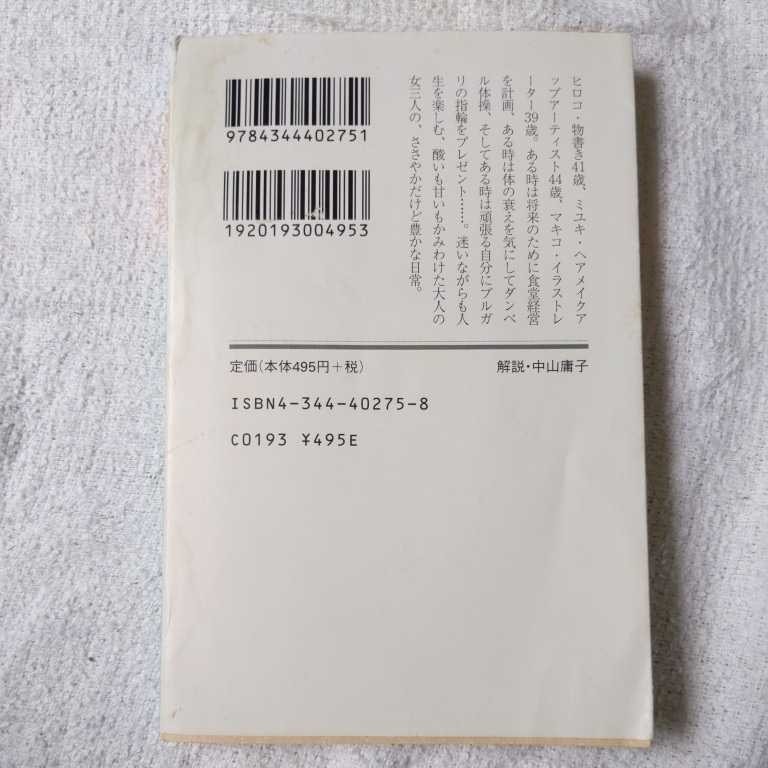 9784344402751
1920193004953
ヒロコ・物書き41歳、ミユキ・ヘアメイクア
ップアーティスト44歳、マキコ・イラストレ
ーター39歳。ある時は将来のために食堂経営
を計画、ある時は体の衰えを気にしてダンベ
ル体操、そしてある時は頑張る自分にブルガ
リの指輪をプレゼント……。迷いながらも人
生を楽しむ、酸いも甘いもかみわけた大人の
女三人の、ささやかだけど豊かな日常。
定価(本体495円+税)
解説・中山庸子
ISBN4-344-40275-8
C0193 ¥495E